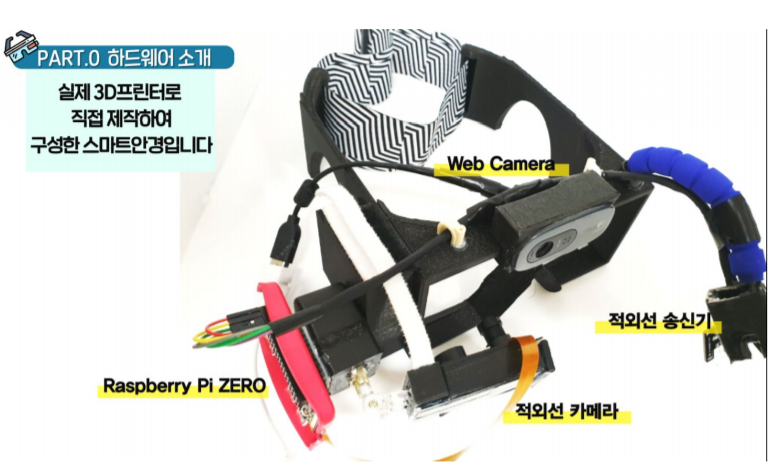 PART.0 하드웨어 소개
실제 3D프린터로
직접 제작하여
구성한 스마트안경입니다
Web Camera
적외선 송신기
Raspberry Pi ZERO
적외선 카메라